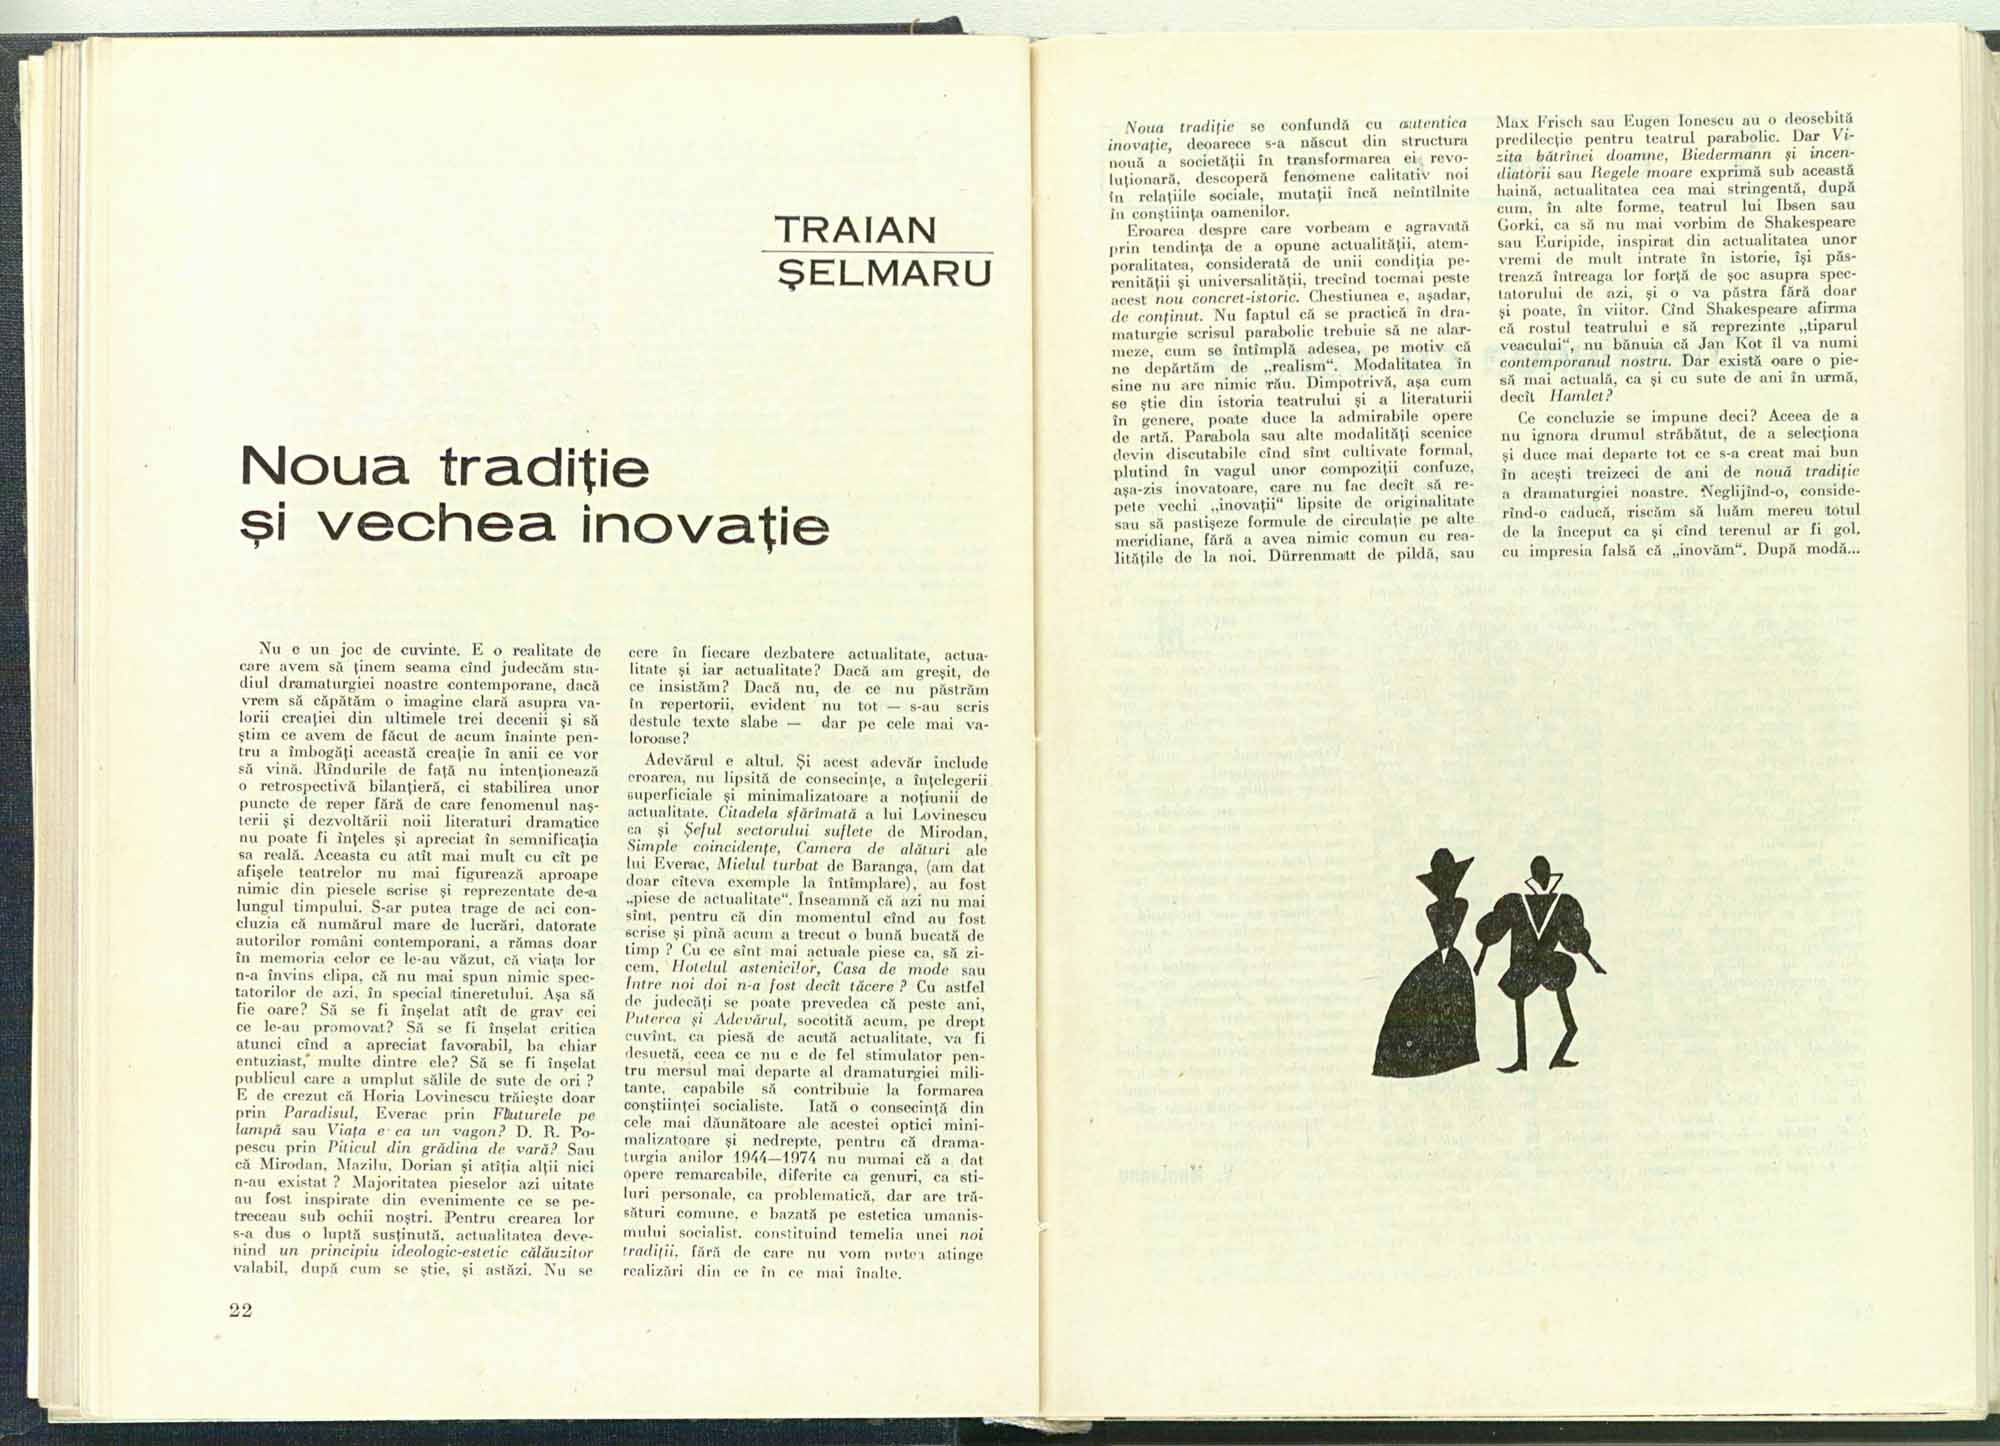 TRAIAN
ŞELMARU
Noua tradiţie
şi vechea inovaţie
Nu e un joc de cuvinte. E o realitate de
care avem să ţinem seama cînd judecăm sta-
diul dramaturgiei noastre contemporane, dacă
vrem să căpătăm o imagine clară asupra va-
lorii creaţiei din ultimele trei decenii şi să
ştim ce avem de făcut de acum înainte pen-
tru a îmbogăţi această creaţie în anii ce vor
să vină. Rîndurile de faţă nu intenţionează
o retrospectivă bilanţieră, ci stabilirea unor
puncte de reper fără de care fenomenul naş-
terii şi dezvoltării noii literaturi dramatice
nu poate fi înţeles şi apreciat în semnificaţia
sa reală. Aceasta cu atît mai mult cu cît pe
afişele teatrelor nu mai figurează aproape
nimic din piesele scrise şi reprezentate de-a
lungul timpului. S-ar putea trage de aci con-
cluzia că numărul mare de lucrări, datorate
autorilor români contemporani, a rămas doar
în memoria celor ce le-au văzut, că viaţa lor
n-a învins clipa, că nu mai spun nimic spec-
tatorilor de azi, în special tineretului. Aşa să
fie oare? Să se fi înşelat atît de grav cei
ce le-au promovat? Să se fi înşelat critica
atunci cînd a apreciat favorabil, ba chiar
entuziast, multe dintre ele? Să se fi înşelat
publicul care a umplut sălile de sute de ori ?
E de crezut că Horia Lovinescu trăieşte doar
prin Paradisul, Everac prin Fluturele pe
lampă sau Viaţa e ca un vagon? D. R. Po-
pescu prin Piticul din grădina de vară? Sau
că Mirodan, Mazilu, Dorian şi atîţia alţii nici
n-au existat ? Majoritatea pieselor azi uitate
au fost inspirate din evenimente ce se pe-
treceau sub ochii noştri. Pentru crearea lor
s-a dus o luptă susţinută, actualitatea deve-
nind un principiu ideologic-estetic călăuzitor
valabil, după cum se ştie, şi astăzi. Nu se
cere în fiecare dezbatere actualitate, actua-
litate şi iar actualitate? Dacă am greşit, de
ce insistăm? Dacă nu, de ce nu păstrăm
în repertorii, evident nu tot — s-au scris
destule texte slabe — dar pe cele mai va-
loroase?
Adevărul e altul. Şi acest adevăr include
eroarea, nu lipsită de consecinţe, a înţelegerii
superficiale şi minimalizatoare a noţiunii de
actualitate. Citadela sfărîmată a lui Lovinescu
ca şi Şeful sectorului suflete de Mirodan,
Simple coincidenţe, Camera de alături ale
lui Everac, Mielul turbat de Baranga, (am dat
doar cîteva exemple la întîmplare), au fost
„piese de actualitate“. Înseamnă că azi nu mai
sînt, pentru că din momentul cînd au fost
scrise şi pînă acum a trecut o bună bucată de
timp ? Cu ce sînt mai actuale piese ca, să zi-
cem, Hotelul astenicilor, Casa de mode sau
Între noi doi n-a fost decît tăcere ? Cu astfel
de judecăţi se poate prevedea că peste ani,
Puterea şi Adevărul, socotită acum, pe drept
cuvînt, ca piesă de acută actualitate, va fi
desuetă, ceea ce nu e de fel stimulator pen-
tru mersul mai departe al dramaturgiei mili-
tante, capabile să contribuie la formarea
conştiinţei socialiste. Iată o consecinţă din
cele mai dăunătoare ale acestei optici mini-
malizatoare şi nedrepte, pentru că drama-
turgia anilor 1944—1974 nu numai că a dat
opere remarcabile, diferite ca genuri, ca sti-
luri personale, ca problematică, dar are tră-
sături comune, e bazată pe estetica umanis-
mului socialist, constituind temelia unei noi
tradiţii, fără de care nu vom putea atinge
realizări din ce în ce mai înalte.
22
Noua tradiţie se confundă cu autentica
inovaţie, deoarece s-a născut din structura
nouă a societăţii în transformarea ei revo-
luţionară, descoperă fenomene calitativ noi
în relaţiile sociale, mutaţii încă neîntîlnite
în conştiinţa oamenilor.
Eroarea despre care vorbeam e agravată
prin tendinţa de a opune actualităţii, atem-
poralitatea, considerată de unii condiţia pe-
renităţii şi universalităţii, trecînd tocmai peste
acest nou concret-istoric. Chestiunea e, aşadar,
de conţinut. Nu faptul că se practică în dra-
maturgie scrisul parabolic trebuie să ne alar-
meze, cum se întîmplă adesea, pe motiv că
ne depărtăm de „realism“. Modalitatea în
sine nu are nimic rău. Dimpotrivă, aşa cum
se ştie din istoria teatrului şi a literaturii
în genere, poate duce la admirabile opere
de artă. Parabola sau alte modalităţi scenice
devin discutabile cînd sînt cultivate formal,
plutind în vagul unor compoziţii confuze,
aşa-zis inovatoare, care nu fac decît să re-
pete vechi „inovaţii“ lipsite de originalitate
sau să pastişeze formule de circulaţie pe alte
meridiane, fără a avea nimic comun cu rea-
lităţile de la noi. Dürrenmatt de pildă, sau
Max Frisch sau Eugen Ionescu au o deosebită
predilecţie pentru teatrul parabolic. Dar Vi-
zita bătrînei doamne, Biedermann şi incen-
diatorii sau Regele moare exprimă sub această
haină, actualitatea cea mai stringentă, după
cum, în alte forme, teatrul lui Ibsen sau
Gorki, ca să nu mai vorbim de Shakespeare
sau Euripide, inspirat din actualitatea unor
vremi de mult intrate în istorie, îşi păs-
trează întreaga lor forţă de şoc asupra spec-
tatorului de azi, şi o va păstra fără doar
şi poate, în viitor. Cînd Shakespeare afirma
că rostul teatrului e să reprezinte „tiparul
veacului“, nu bănuia că Jan Kot îl va numi
contemporanul nostru. Dar există oare o pie-
să mai actuală, ca şi cu sute de ani în urmă,
decît Hamlet?
Ce concluzie se impune deci? Aceea de a
nu ignora drumul străbătut, de a selecţiona
şi duce mai departe tot ce s-a creat mai bun
în aceşti treizeci de ani de nouă tradiţie
a dramaturgiei noastre. Neglijînd-o, conside-
rînd-o caducă, riscăm să luăm mereu totul
de la început ca şi cînd terenul ar fi gol,
cu impresia falsă că „inovăm“. După modă...